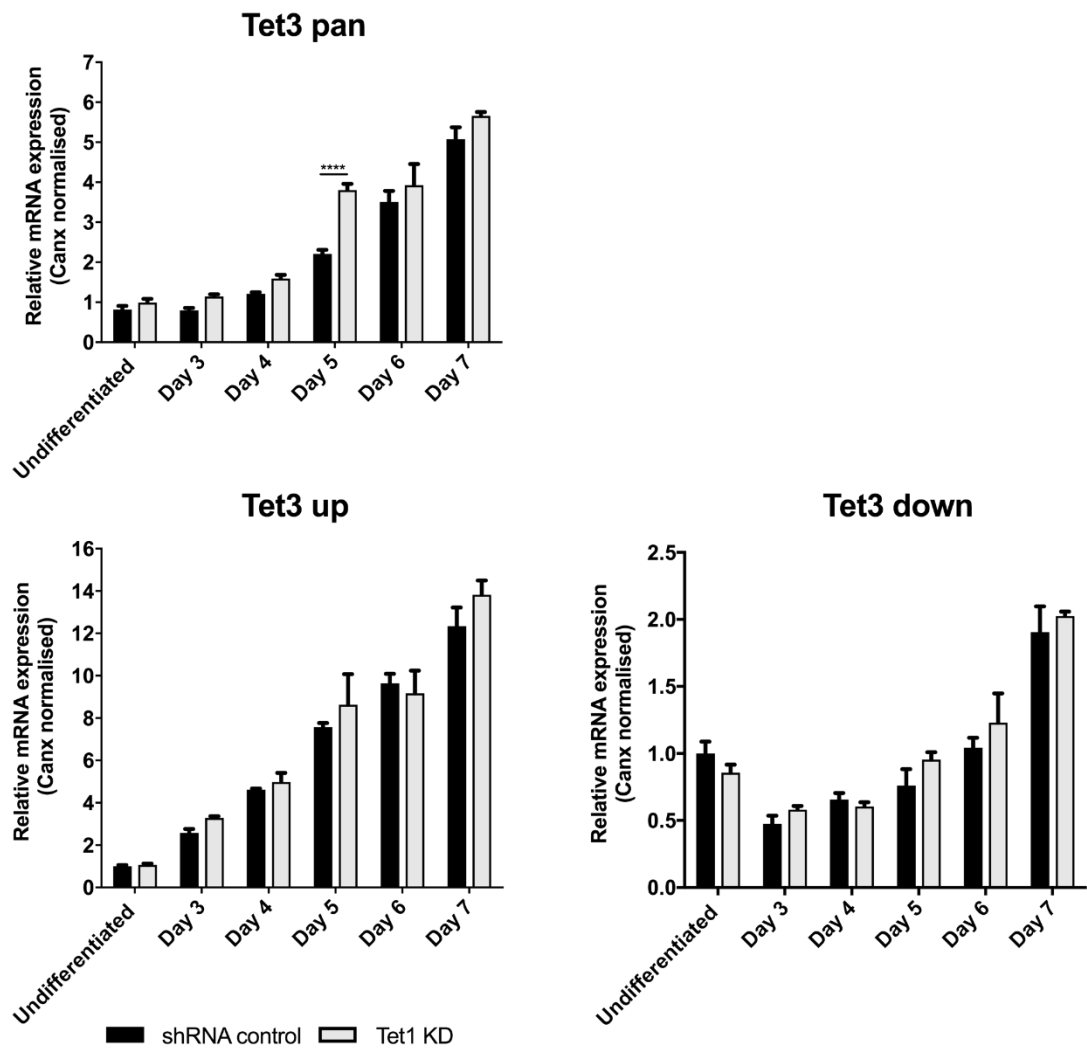 Tet3 pan
Relative mRNA expression
(Canx normalised)
7
6
5
4
3
2
1
0
****
Undifferentiated
Day 3
Day 4
Day 5
Day 6
Day 7
Tet3 up
Relative mRNA expression
(Canx normalised)
16
14
12
10
8
6
4
2
0
Undifferentiated
Day 3
Day 4
Day 5
Day 6
Day 7
Tet3 down
Relative mRNA expression
(Canx normalised)
2.5
2.0
1.5
1.0
0.5
0.0
Undifferentiated
Day 3
Day 4
Day 5
Day 6
Day 7
shRNA control
Tet1 KD